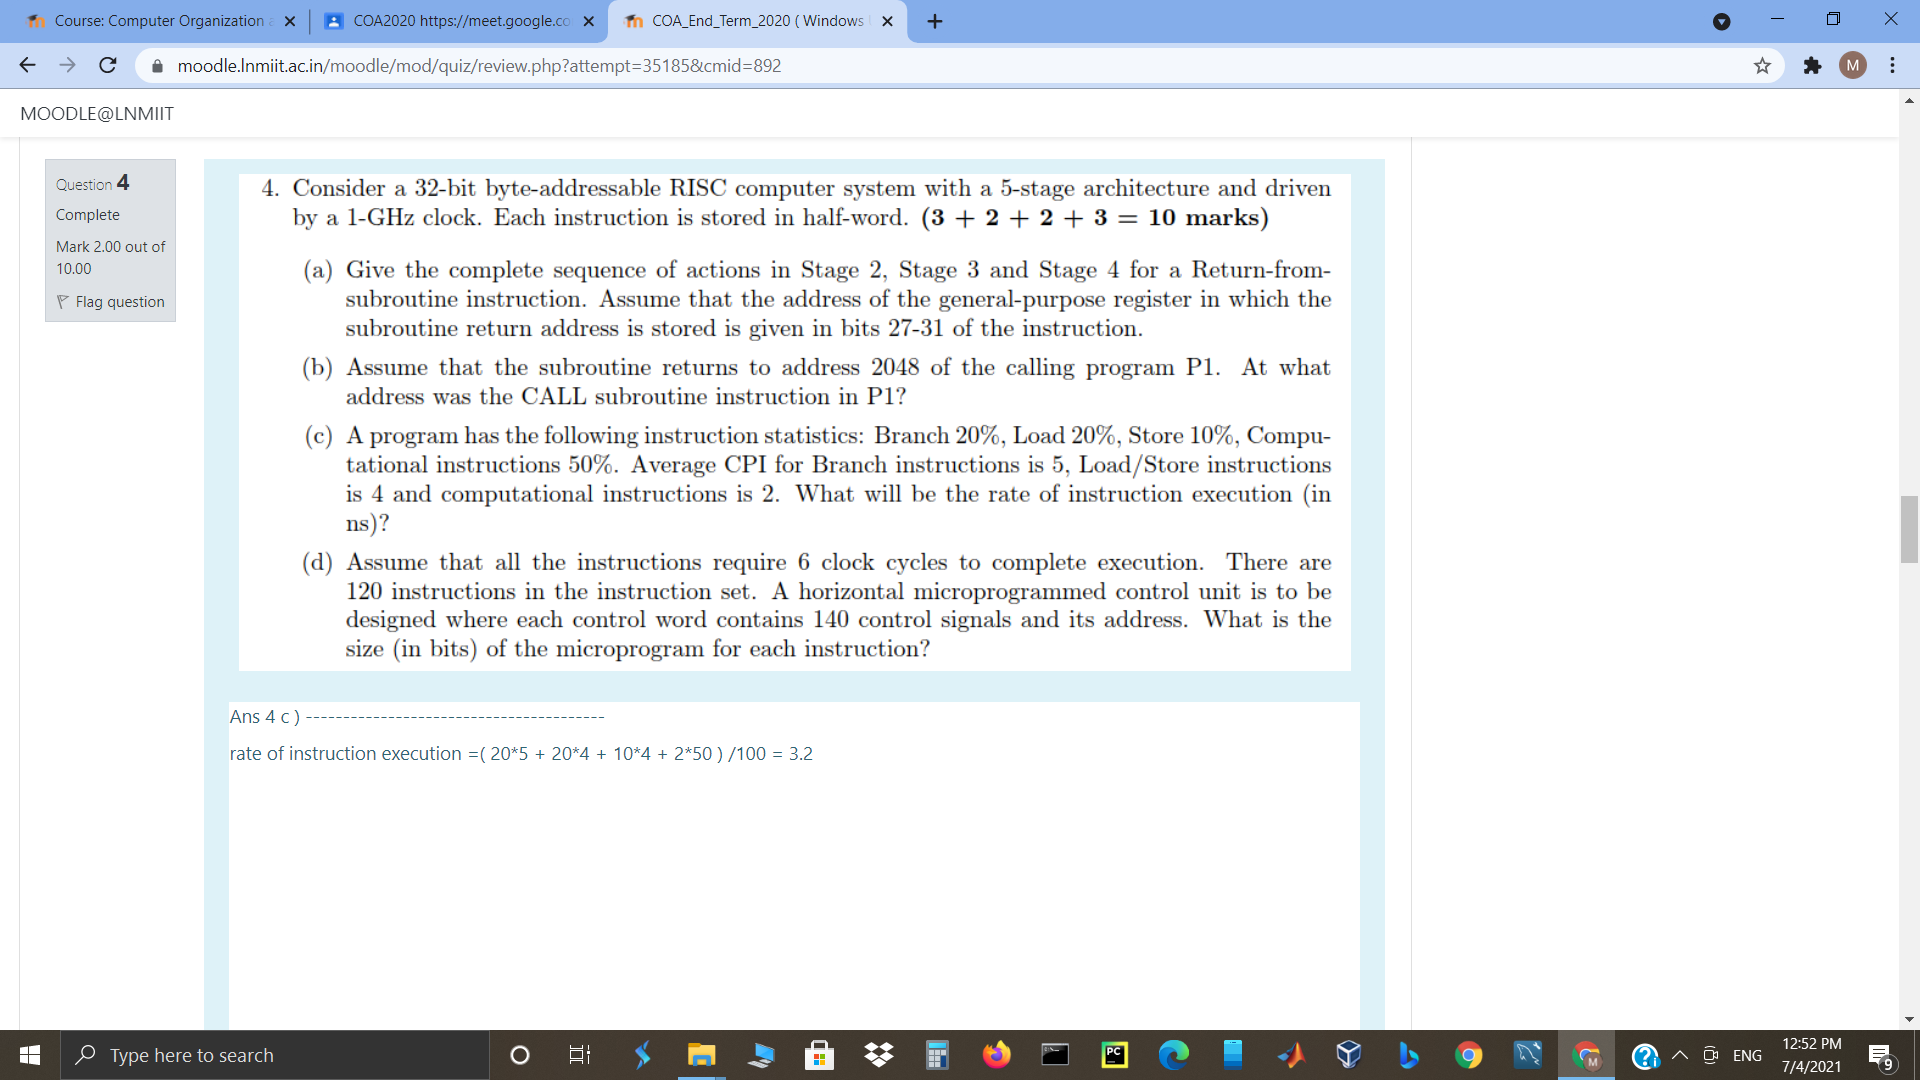 Course: Computer Organization
COA2020 https://meet.google.co
COA_End_Term_2020 ( Windows
moodle.lnmiit.ac.in/moodle/mod/quiz/review.php?attempt=35185&cmid=892
M
MOODLE@LNMIIT
Question 4
Complete
Mark 2.00 out of
10.00
Flag question
4. Consider a 32-bit byte-addressable RISC computer system with a 5-stage architecture and driven
by a 1-GHz clock. Each instruction is stored in half-word. (3 + 2 + 2 + 3 = 10 marks)
(a) Give the complete sequence of actions in Stage 2, Stage 3 and Stage 4 for a Return-from-
subroutine instruction. Assume that the address of the general-purpose register in which the
subroutine return address is stored is given in bits 27-31 of the instruction.
(b) Assume that the subroutine returns to address 2048 of the calling program P1. At what
address was the CALL subroutine instruction in P1?
(c) A program has the following instruction statistics: Branch 20%, Load 20%, Store 10%, Compu-
tational instructions 50%. Average CPI for Branch instructions is 5, Load/Store instructions
is 4 and computational instructions is 2. What will be the rate of instruction execution (in
ns)?
(d) Assume that all the instructions require 6 clock cycles to complete execution. There are
120 instructions in the instruction set. A horizontal microprogrammed control unit is to be
designed where each control word contains 140 control signals and its address. What is the
size (in bits) of the microprogram for each instruction?
Ans 4 c ) ----------------------------------------
rate of instruction execution =( 20*5 + 20*4 + 10*4 + 2*50 ) /100 = 3.2
Type here to search
PC
M
ENG
12:52 PM
7/4/2021
9